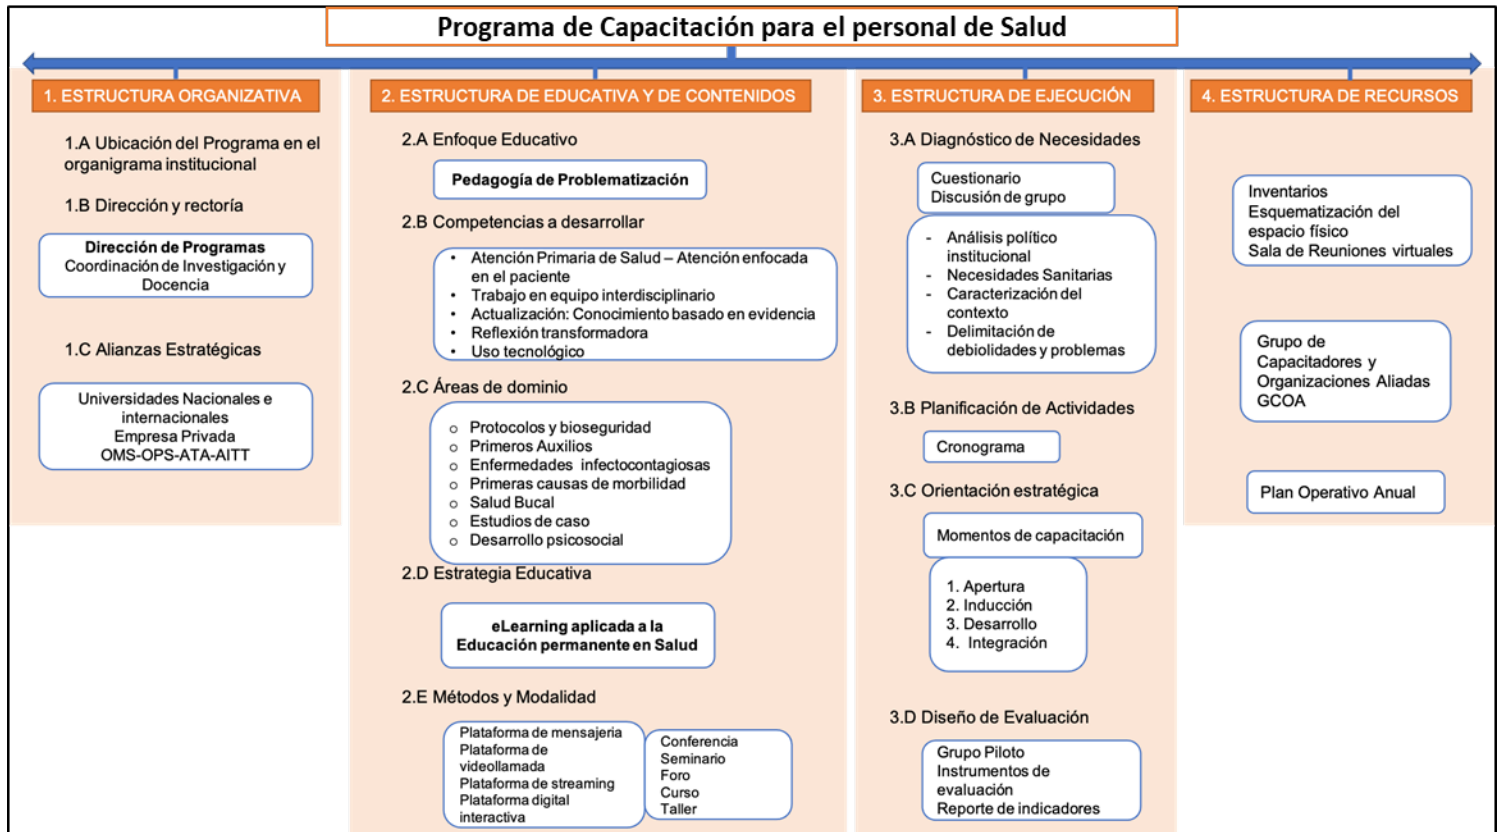 Programa de Capacitación para el personal de Salud
1. ESTRUCTURA ORGANIZATIVA
1.A Ubicación del Programa en el
organigrama institucional
1.B Dirección y rectoría
Dirección de Programas
Coordinación de Investigación y
Docencia
1.C Alianzas Estratégicas
Universidades Nacionales e
internacionales
Empresa Privada
OMS-OPS-ATA-AITT
2. ESTRUCTURA DE EDUCATIVA Y DE CONTENIDOS
2.A Enfoque Educativo
Pedagogía de Problematización
2.B Competencias a desarrollar
• Atención Primaria de Salud – Atención enfocada
en el paciente
• Trabajo en equipo interdisciplinario
• Actualización: Conocimiento basado en evidencia
• Reflexión transformadora
• Uso tecnológico
2.C Áreas de dominio
o Protocolos y bioseguridad
o Primeros Auxilios
o Enfermedades infectocontagiosas
o Primeras causas de morbilidad
o Salud Bucal
o Estudios de caso
o Desarrollo psicosocial
2.D Estrategia Educativa
eLearning aplicada a la
Educación permanente en Salud
2.E Métodos y Modalidad
Plataforma de mensajeria
Plataforma de
videollamada
Plataforma de streaming
Plataforma digital
interactiva
Conferencia
Seminario
Foro
Curso
Taller
3. ESTRUCTURA DE EJECUCIÓN
3.A Diagnóstico de Necesidades
Cuestionario
Discusión de grupo
- Análisis político
institucional
- Necesidades Sanitarias
- Caracterización del
contexto
- Delimitación de
debiolidades y problemas
3.B Planificación de Actividades
Cronograma
3.C Orientación estratégica
Momentos de capacitación
1. Apertura
2. Inducción
3. Desarrollo
4. Integración
3.D Diseño de Evaluación
Grupo Piloto
Instrumentos de
evaluación
Reporte de indicadores
4. ESTRUCTURA DE RECURSOS
Inventarios
Esquematización del
espacio físico
Sala de Reuniones virtuales
Grupo de
Capacitadores y
Organizaciones Aliadas
GCOA
Plan Operativo Anual